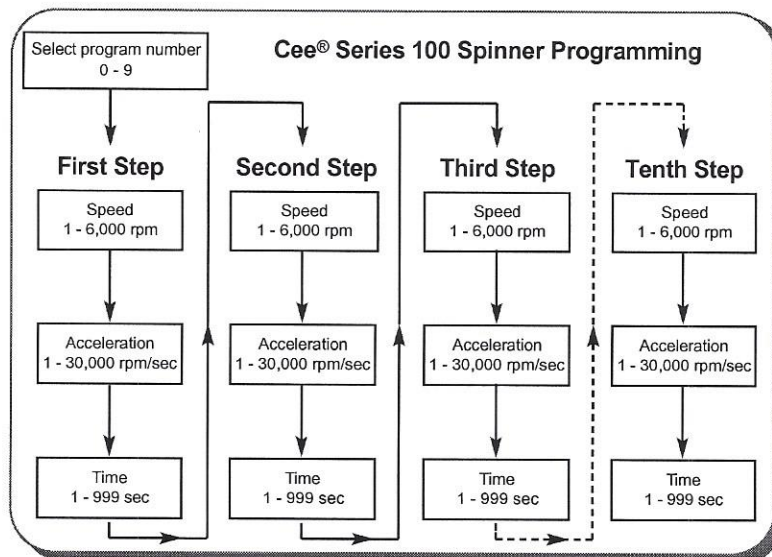 Cee® Series 100 Spinner Programming
Select program number
0 - 9
First Step
Speed
1 - 6,000 rpm
Acceleration
1 - 30,000 rpm/sec
Time
1 - 999 sec
Second Step
Speed
1 - 6,000 rpm
Acceleration
1 - 30,000 rpm/sec
Time
1 - 999 sec
Third Step
Speed
1 - 6,000 rpm
Acceleration
1 - 30,000 rpm/sec
Time
1 - 999 sec
Tenth Step
Speed
1 - 6,000 rpm
Acceleration
1 - 30,000 rpm/sec
Time
1 - 999 sec